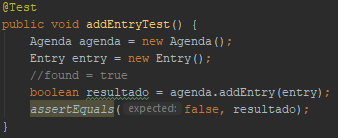 @Test
public void addEntryTest() {
Agenda agenda = new Agenda();
Entry entry = new Entry();
//found = true
boolean resultado = agenda.addEntry(entry);
assertEquals( expected: false, resultado);
}